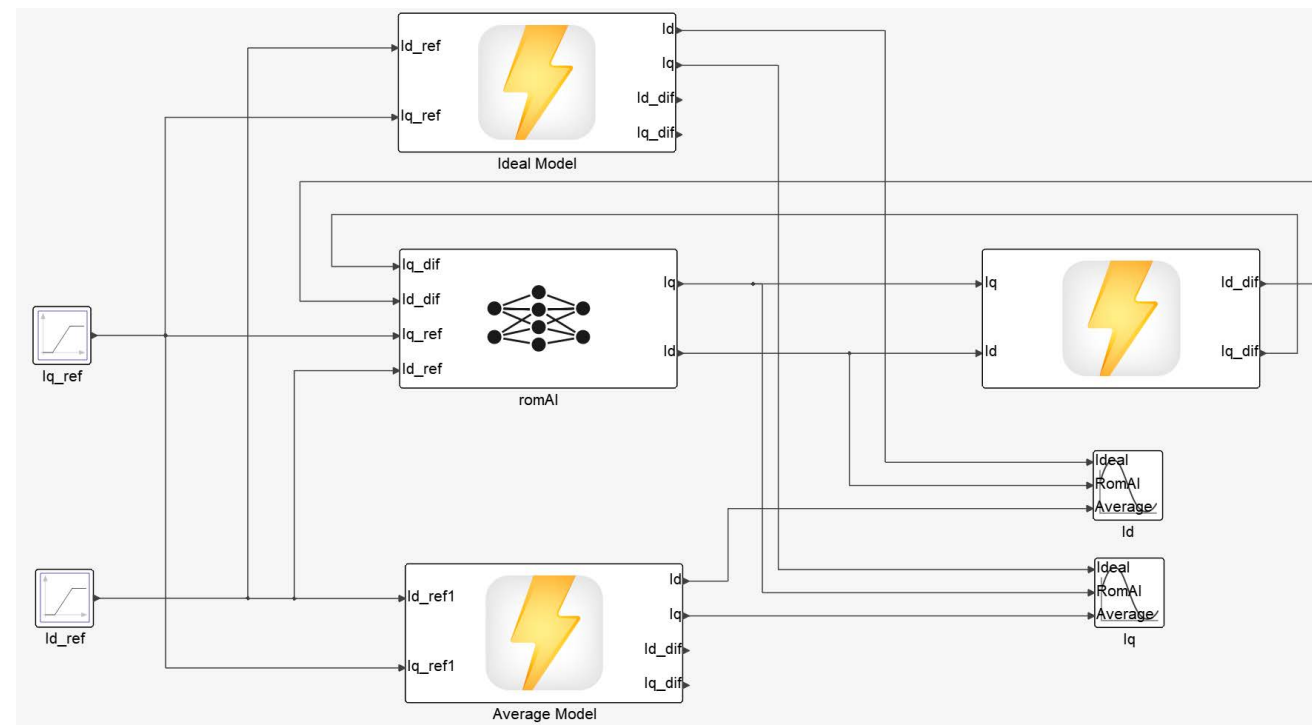 Id_ref
Iq_ref
Id
Iq
Id_dif
Iq_dif
Ideal Model
Iq_dif
Id_dif
Iq_ref
Id_ref
Iq
Id
romAI
Iq
Id
Id_dif
Iq_dif
Iq_ref
Ideal
RomAI
Average
Id
Ideal
RomAI
Average
Iq
Id_ref
Id_ref1
Iq_ref1
Id
Iq
Id_dif
Iq_dif
Average Model